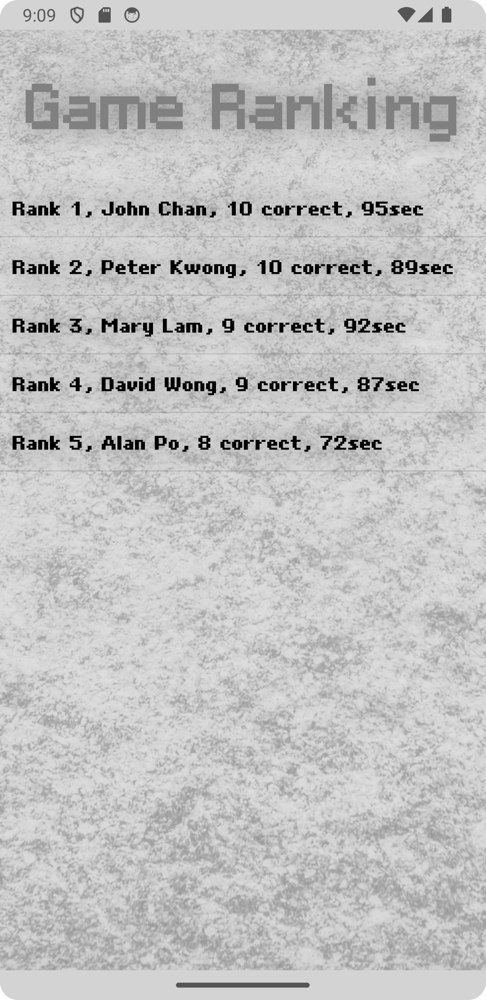 9:09
Game Ranking
Rank 1, John Chan, 10 correct, 95sec
Rank 2, Peter Kwong, 10 correct, 89sec
Rank 3, Mary Lam, 9 correct, 92sec
Rank 4, David Wong, 9 correct, 87sec
Rank 5, Alan Po, 8 correct, 72sec